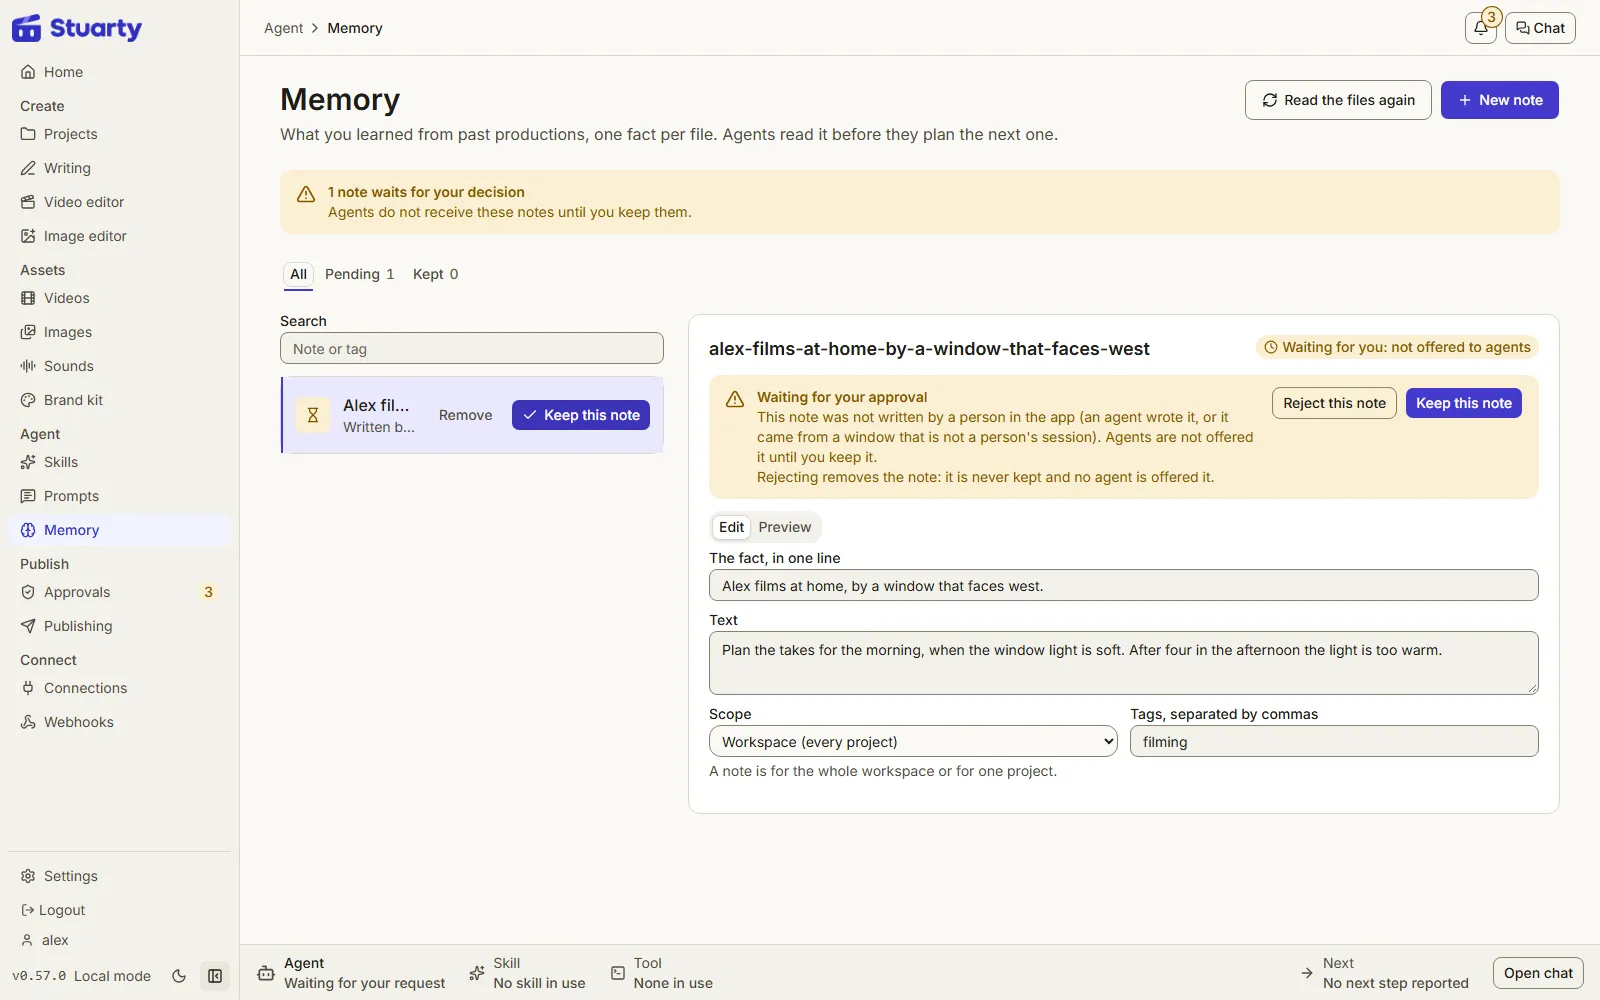 Stuarty
Home
Create
Projects
Writing
Video editor
Image editor
Assets
Videos
Images
Sounds
Brand kit
Agent
Skills
Prompts
Memory
Publish
Approvals 3
Publishing
Connect
Connections
Webhooks
Settings
Logout
alex
v0.57.0 Local mode
Agent > Memory
3
Chat
Memory
Read the files again
+ New note
What you learned from past productions, one fact per file. Agents read it before they plan the next one.
1 note waits for your decision
Agents do not receive these notes until you keep them.
All Pending 1 Kept 0
Search
Note or tag
Alex fil...
Written b...
Remove
Keep this note
alex-films-at-home-by-a-window-that-faces-west
Waiting for you: not offered to agents
Waiting for your approval
This note was not written by a person in the app (an agent wrote it, or it
came from a window that is not a person's session). Agents are not offered
it until you keep it.
Rejecting removes the note: it is never kept and no agent is offered it.
Reject this note
Keep this note
Edit Preview
The fact, in one line
Alex films at home, by a window that faces west.
Text
Plan the takes for the morning, when the window light is soft. After four in the afternoon the light is too warm.
Scope
Workspace (every project)
A note is for the whole workspace or for one project.
Tags, separated by commas
filming
Agent
Waiting for your request
Skill
No skill in use
Tool
None in use
Next
No next step reported
Open chat